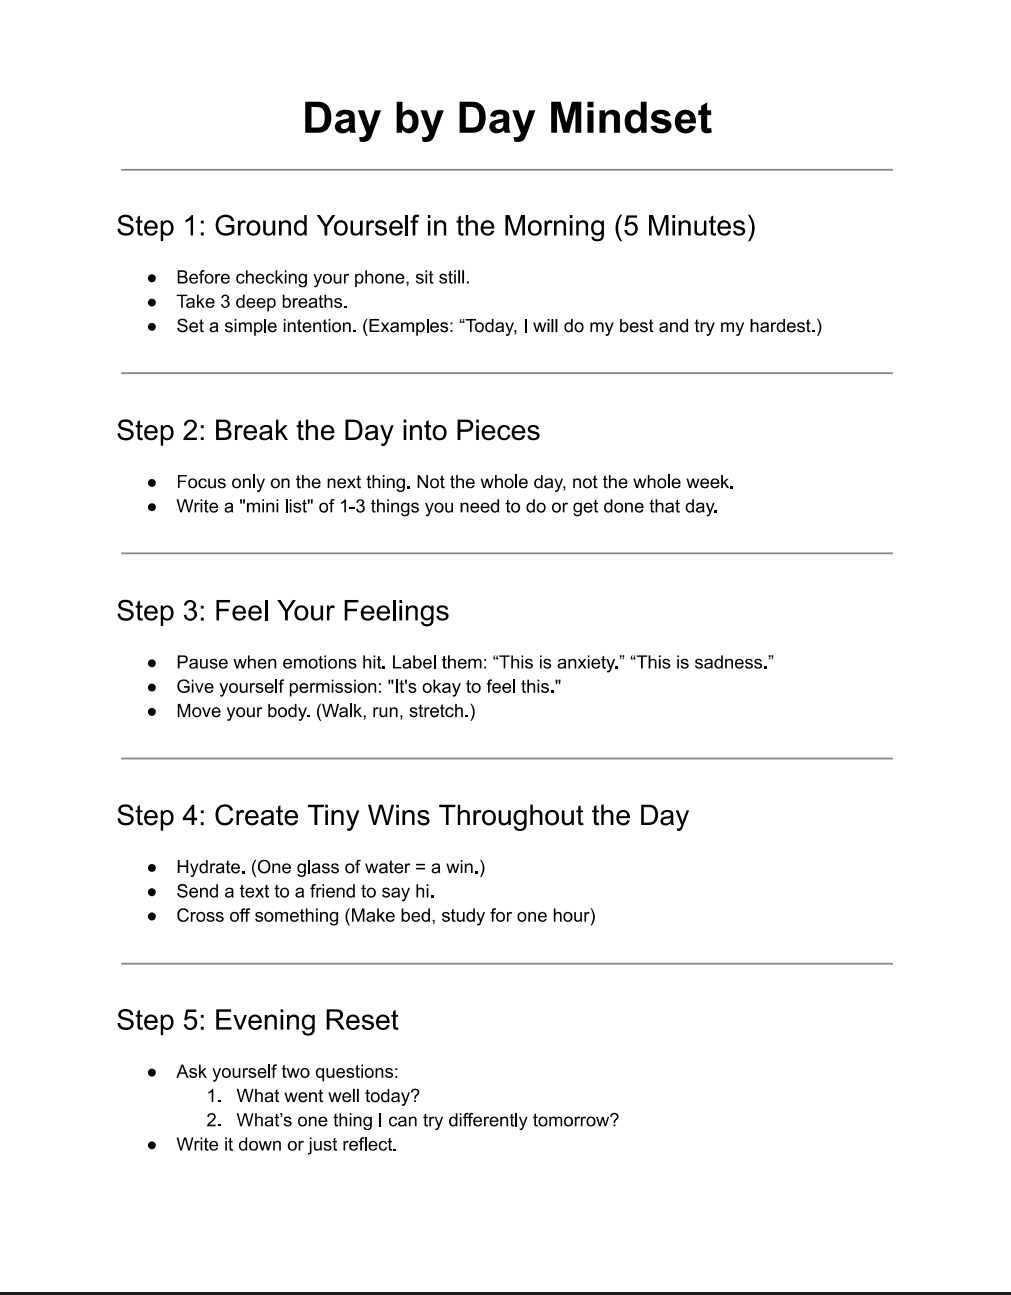 Day by Day Mindset
Step 1: Ground Yourself in the Morning (5 Minutes)
● Before checking your phone, sit still.
● Take 3 deep breaths.
● Set a simple intention. (Examples: “Today, I will do my best and try my hardest.)
Step 2: Break the Day into Pieces
● Focus only on the next thing. Not the whole day, not the whole week.
● Write a "mini list" of 1-3 things you need to do or get done that day.
Step 3: Feel Your Feelings
● Pause when emotions hit. Label them: “This is anxiety.” “This is sadness.”
● Give yourself permission: "It's okay to feel this."
● Move your body. (Walk, run, stretch.)
Step 4: Create Tiny Wins Throughout the Day
● Hydrate. (One glass of water = a win.)
● Send a text to a friend to say hi.
● Cross off something (Make bed, study for one hour)
Step 5: Evening Reset
● Ask yourself two questions:
1. What went well today?
2. What’s one thing I can try differently tomorrow?
● Write it down or just reflect.